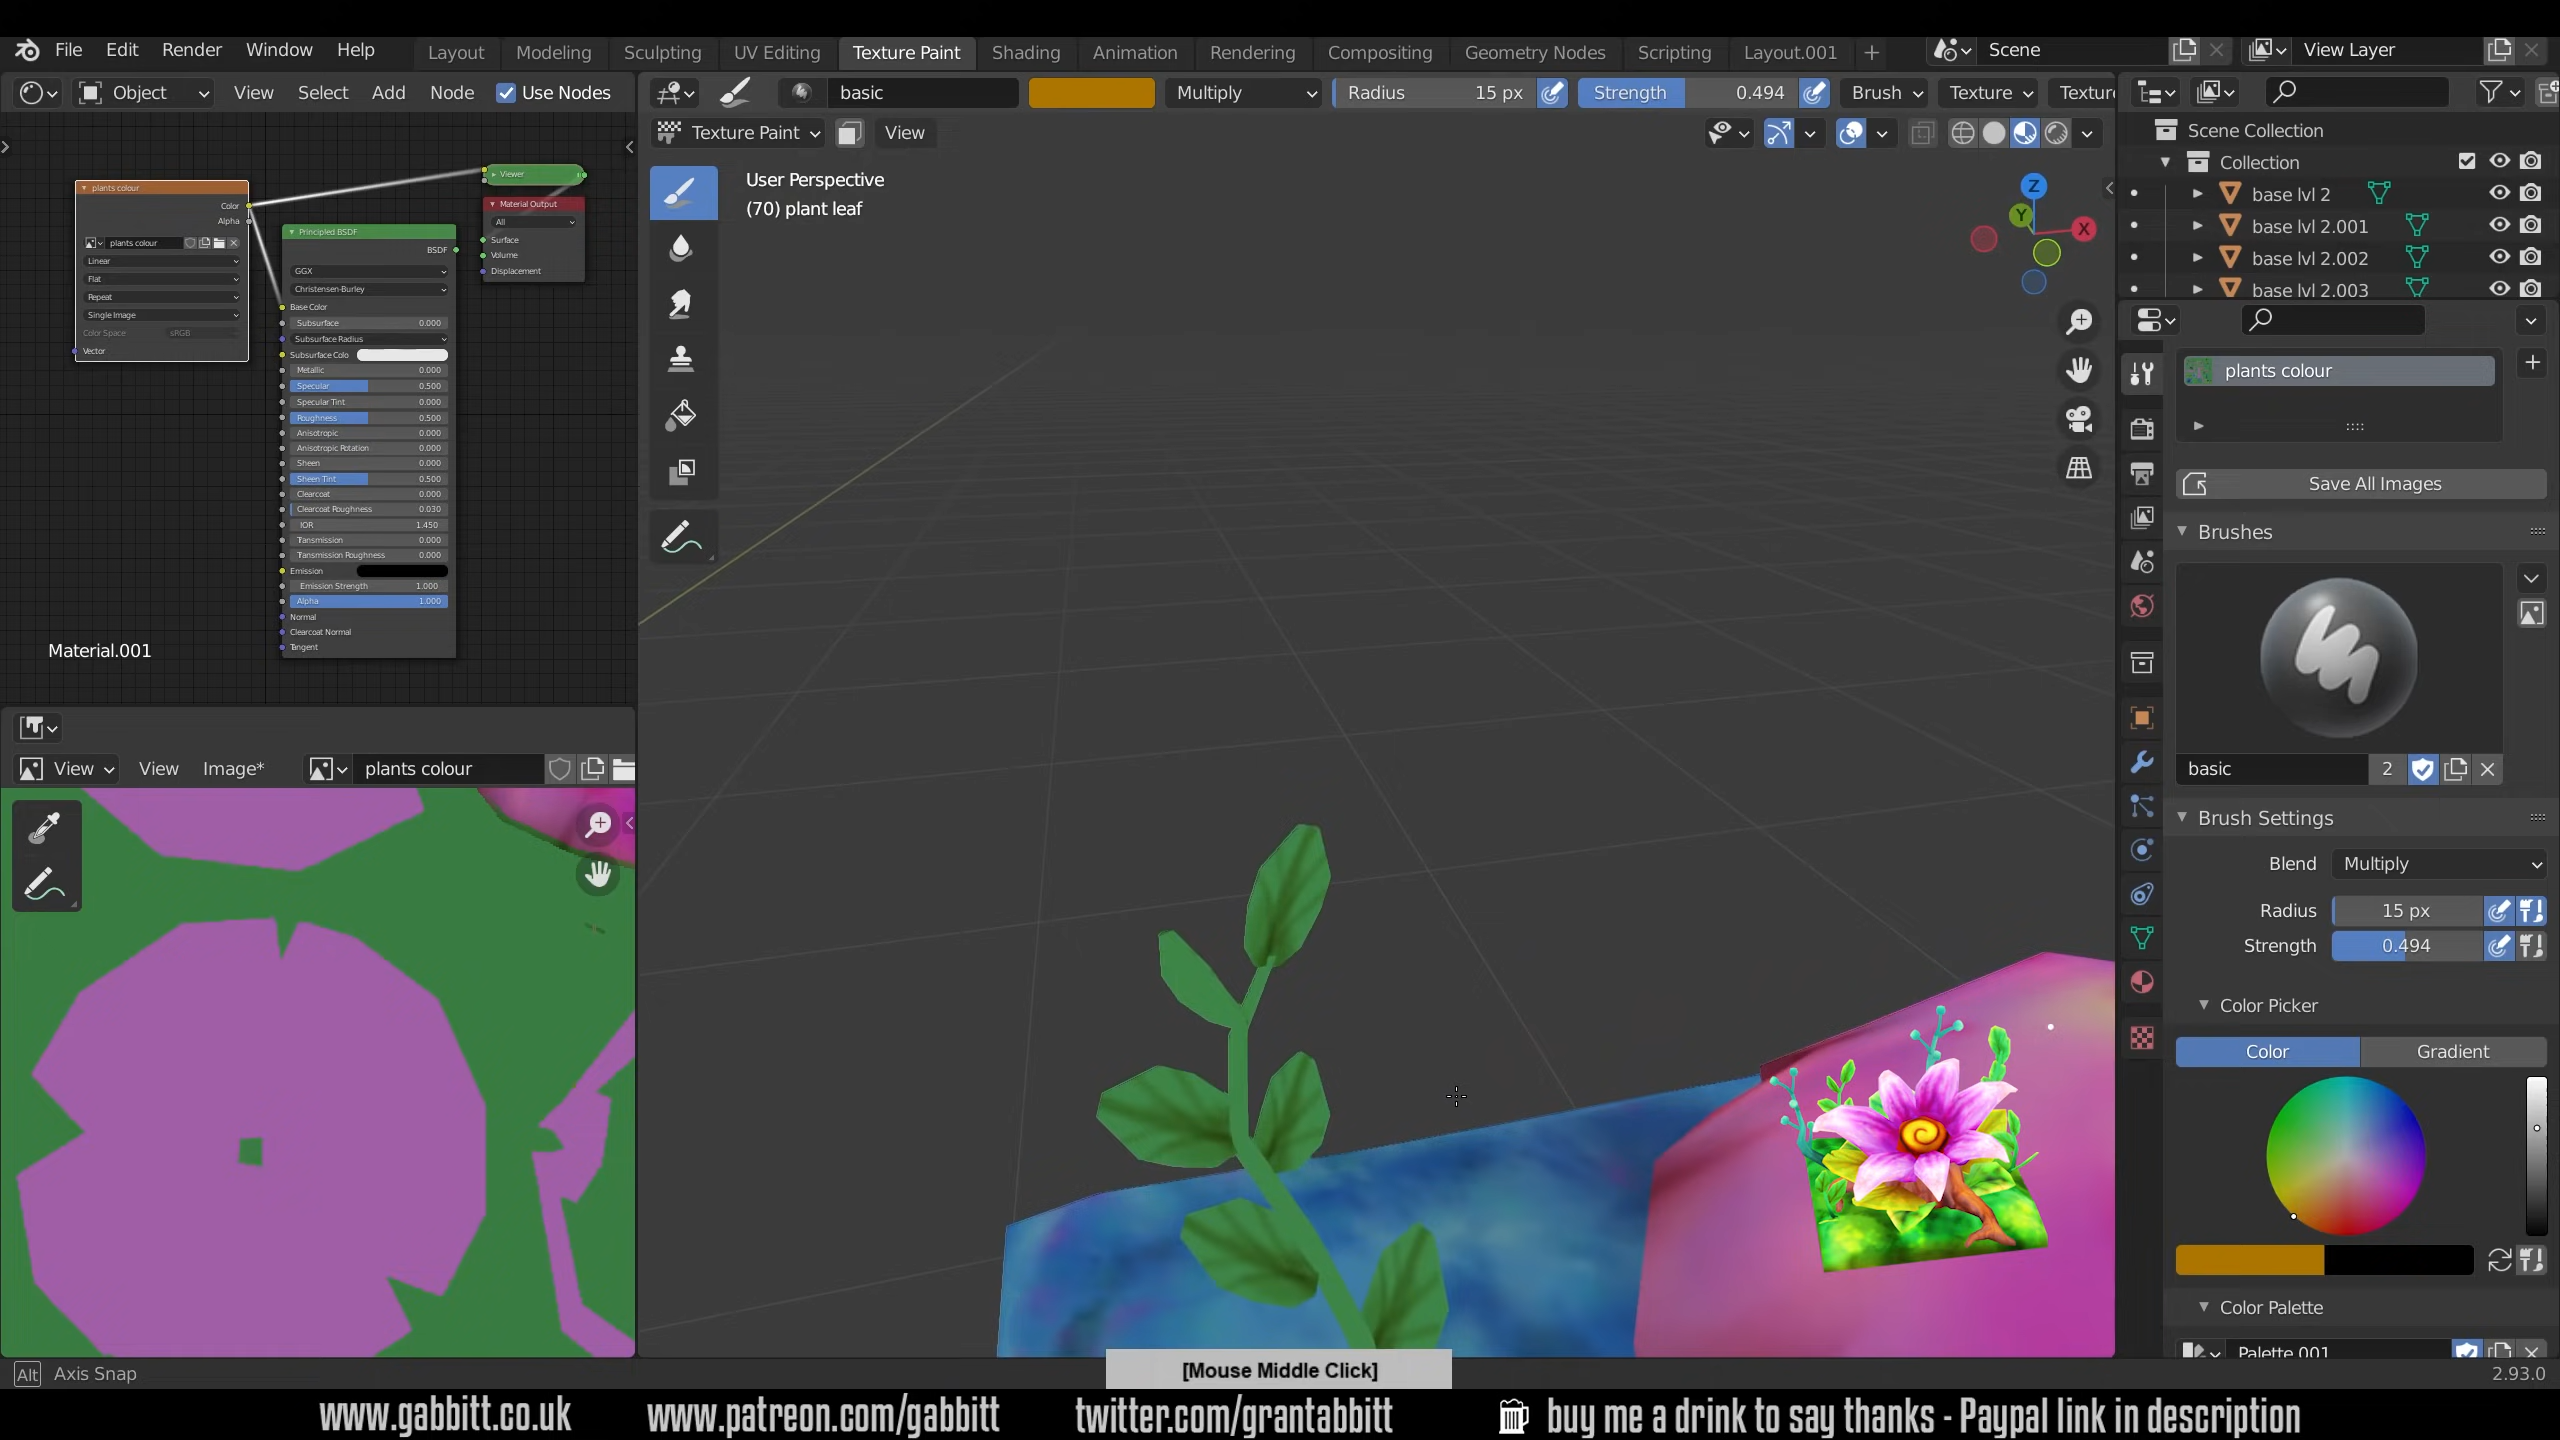 File Edit Render Window Help
Layout Modeling Sculpting UV Editing Texture Paint Shading Animation Rendering Compositing Geometry Nodes Scripting Layout.001
Scene
View Layer
Object View Select Add Node Use Nodes
basic
Multiply
Radius 15 px
Strength 0.494
Brush
Texture
Textur
Texture Paint View
User Perspective
(70) plant leaf
Z
Y
X
Scene Collection
Collection
base lvl 2
base lvl 2.001
base lvl 2.002
base lvl 2.003
plants colour
Color
Alpha
plants colour
Linear
Flat
Repeat
Single Image
Color Space sRGB
Vector
Viewer
Material Output
All
Surface
Volume
Displacement
Principled BSDF
BSDF
GGX
Christensen-Burley
Base Color
Subsurface 0.000
Subsurface Radius
Subsurface Colo
Metallic 0.000
Specular 0.500
Specular Tint 0.000
Roughness 0.500
Anisotropic 0.000
Anisotropic Rotation 0.000
Sheen 0.000
Sheen Tint 0.500
Clearcoat 0.000
Clearcoat Roughness 0.030
IOR 1.450
Transmission 0.000
Transmission Roughness 0.000
Emission
Emission Strength 1.000
Alpha 1.000
Normal
Clearcoat Normal
Tangent
Material.001
View View Image* plants colour
plants colour
Save All Images
Brushes
basic 2
Brush Settings
Blend Multiply
Radius 15 px
Strength 0.494
Color Picker
Color Gradient
Color Palette
Palette.001
Alt Axis Snap
[Mouse Middle Click]
2.93.0
www.gabbitt.co.uk www.patreon.com/gabbitt twitter.com/grantabbitt buy me a drink to say thanks - Paypal link in description